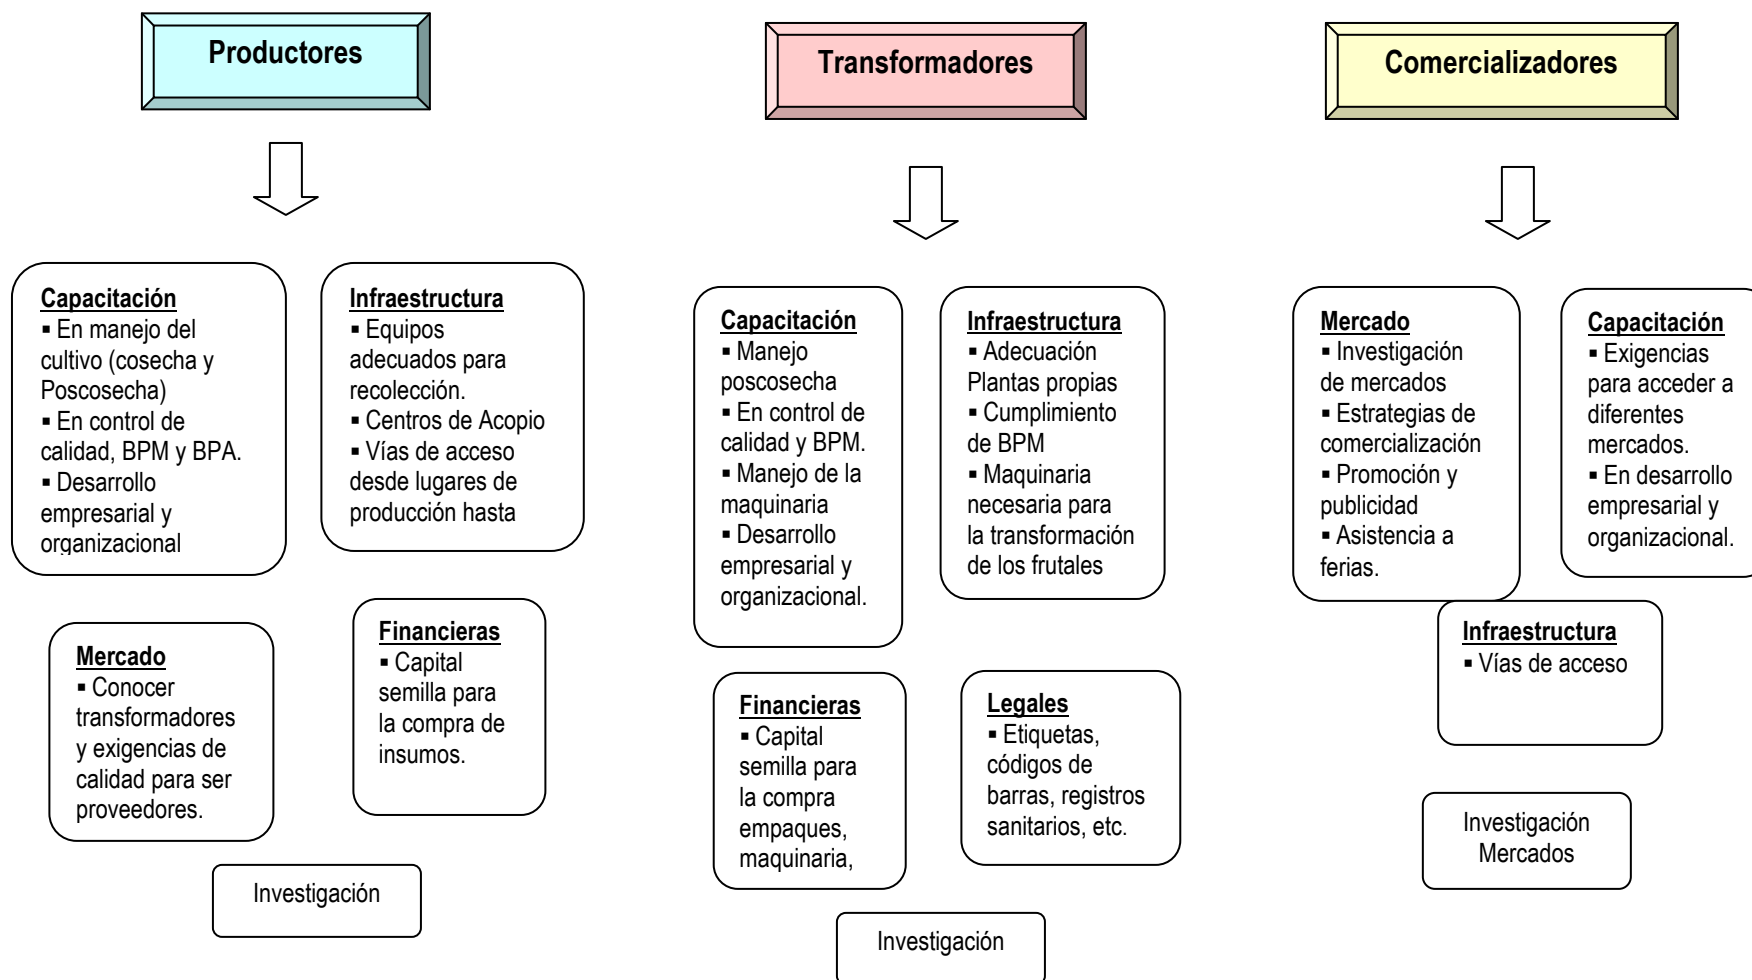 Productores
Capacitación
▪ En manejo del
cultivo (cosecha y
Poscosecha)
▪ En control de
calidad, BPM y BPA.
▪ Desarrollo
empresarial y
organizacional
Infraestructura
▪ Equipos
adecuados para
recolección.
▪ Centros de Acopio
▪ Vías de acceso
desde lugares de
producción hasta
Mercado
▪ Conocer
transformadores
y exigencias de
calidad para ser
proveedores.
Financieras
▪ Capital
semilla para
la compra de
insumos.
Investigación
Transformadores
Capacitación
▪ Manejo
poscosecha
▪ En control de
calidad y BPM.
▪ Manejo de la
maquinaria
▪ Desarrollo
empresarial y
organizacional.
Infraestructura
▪ Adecuación
Plantas propias
▪ Cumplimiento
de BPM
▪ Maquinaria
necesaria para
la transformación
de los frutales
Financieras
▪ Capital
semilla para
la compra
empaques,
maquinaria,
Legales
▪ Etiquetas,
códigos de
barras, registros
sanitarios, etc.
Investigación
Comercializadores
Mercado
▪ Investigación
de mercados
▪ Estrategias de
comercialización
▪ Promoción y
publicidad
▪ Asistencia a
ferias.
Capacitación
▪ Exigencias
para acceder a
diferentes
mercados.
▪ En desarrollo
empresarial y
organizacional.
Infraestructura
▪ Vías de acceso
Investigación
Mercados